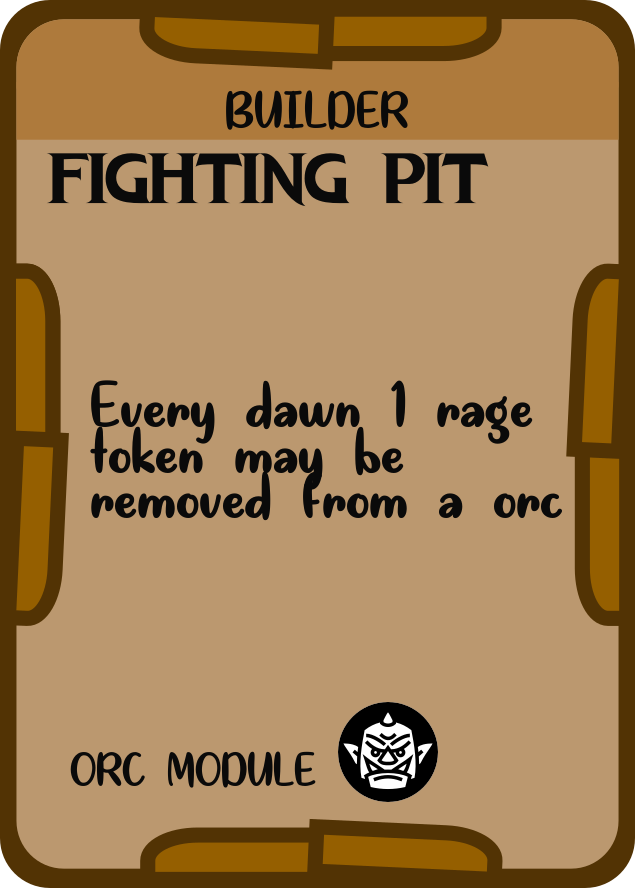 BUILDER
FIGHTING PIT
Every dawn 1 rage
token may be
removed from a orc
ORC MODULE